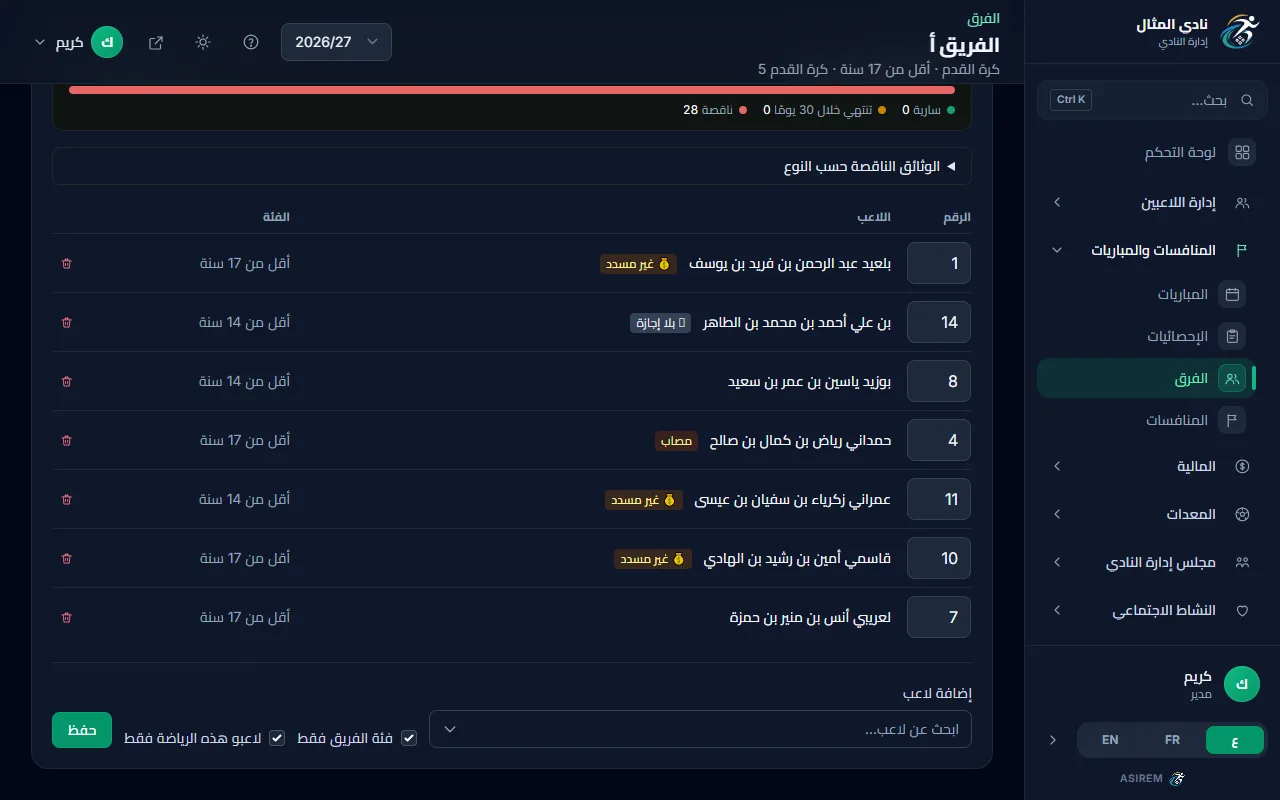 نادي المثال
إدارة النادي
بحث...
Ctrl K
لوحة التحكم
إدارة اللاعبين
المنافسات والمباريات
المباريات
الإحصائيات
الفرق
المنافسات
المالية
المعدات
مجلس إدارة النادي
النشاط الاجتماعي
ك
كريم
مدير
ع FR EN
ASIREM
الفرق
الفريق أ
كرة القدم · أقل من 17 سنة · كرة القدم 5
2026/27
ك كريم
سارية 0 تنتهي خلال 30 يومًا 0 ناقصة 28
الوثائق الناقصة حسب النوع
الرقم اللاعب الفئة
1 بلعيد عبد الرحمن بن فريد بن يوسف غير مسدد أقل من 17 سنة
14 بن علي أحمد بن محمد بن الطاهر بلا إجازة أقل من 14 سنة
8 بوزيد ياسين بن عمر بن سعيد أقل من 14 سنة
4 حمداني رياض بن كمال بن صالح مصاب أقل من 17 سنة
11 عمراني زكرياء بن سفيان بن عيسى غير مسدد أقل من 14 سنة
10 قاسمي أمين بن رشيد بن الهادي غير مسدد أقل من 17 سنة
7 لعريبي أنس بن منير بن حمزة أقل من 17 سنة
إضافة لاعب
ابحث عن لاعب...
فئة الفريق فقط
لاعبو هذه الرياضة فقط
حفظ